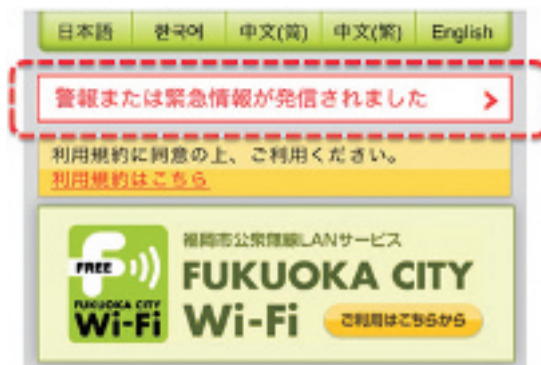 日本語 한국어 中文(简) 中文(繁) English
警報または緊急情報が発信されました
利用規約に同意の上、ご利用ください。
利用規約はこちら
福岡市公衆無線LANサービス
FREE
FUKUOKA CITY
Wi-Fi
FUKUOKA CITY
Wi-Fi
ご利用はこちらから